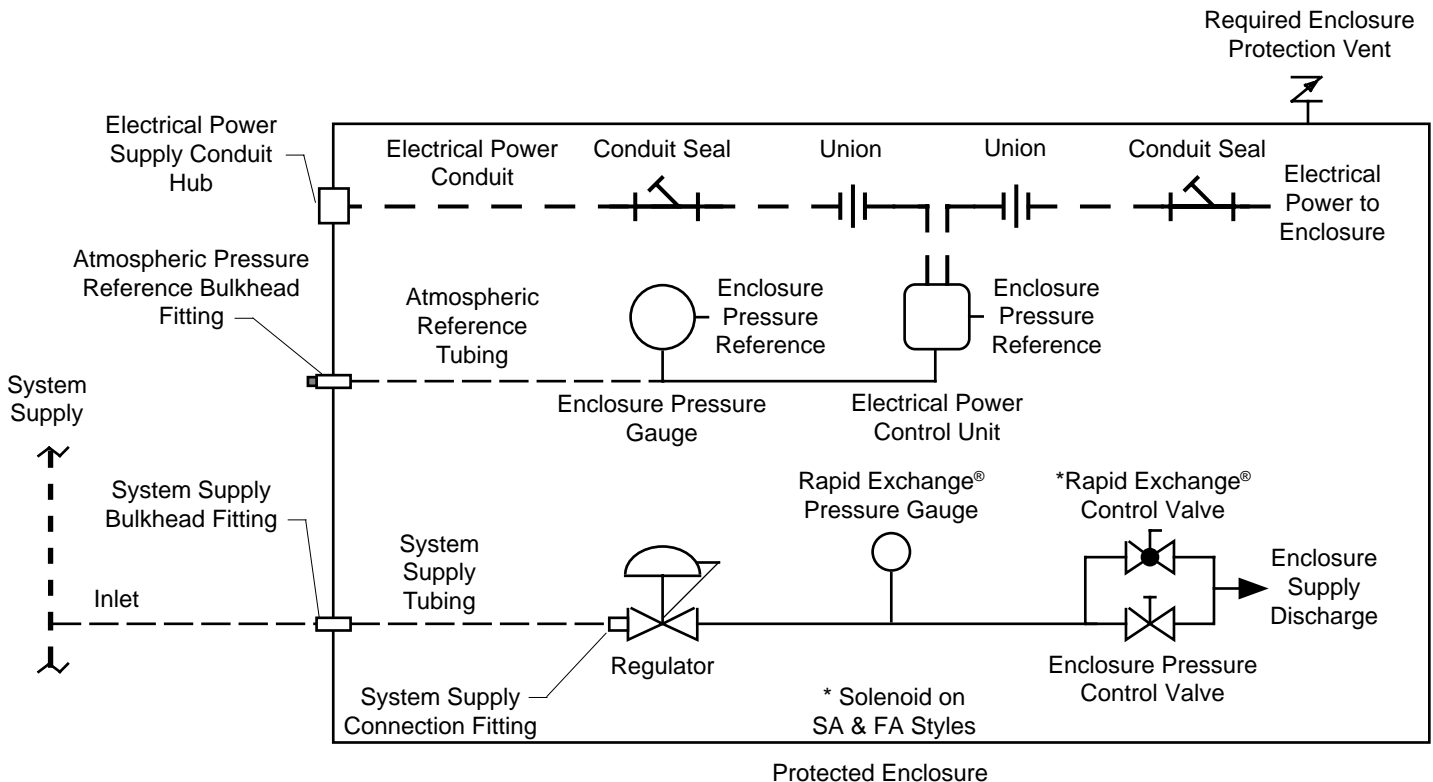 Required Enclosure
Protection Vent
Electrical Power
Supply Conduit
Hub
Electrical Power
Conduit
Conduit Seal
Union
Union
Conduit Seal
Electrical
Power to
Enclosure
Atmospheric Pressure
Reference Bulkhead
Fitting
Atmospheric
Reference
Tubing
Enclosure
Pressure
Reference
Enclosure
Pressure
Reference
Enclosure Pressure
Gauge
Electrical Power
Control Unit
System
Supply
System Supply
Bulkhead Fitting
Inlet
System
Supply
Tubing
Rapid Exchange®
Pressure Gauge
*Rapid Exchange®
Control Valve
Enclosure
Supply
Discharge
Regulator
Enclosure Pressure
Control Valve
System Supply
Connection Fitting
* Solenoid on
SA & FA Styles
Protected Enclosure